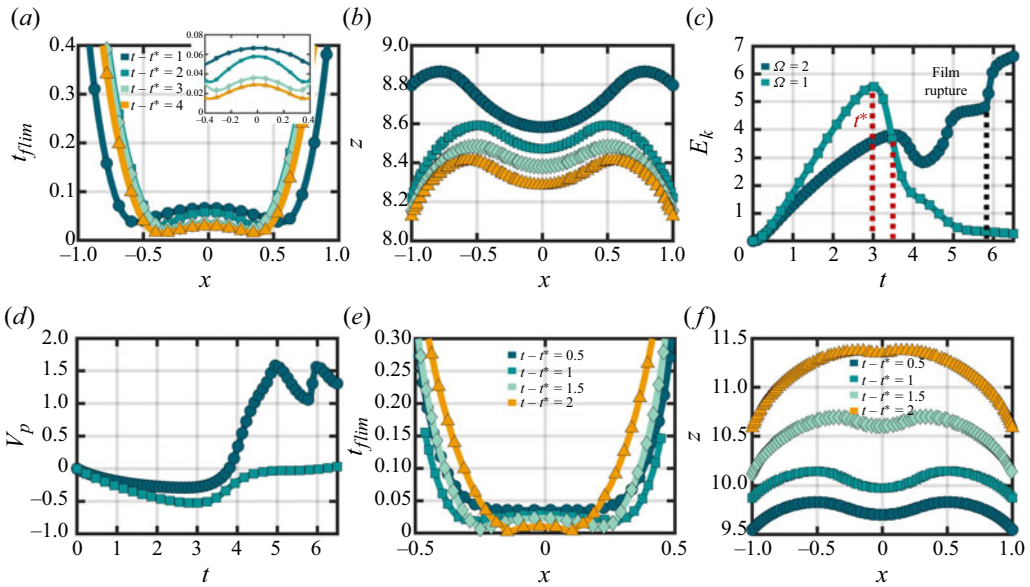 (a)
(b)
(c)
0.4
0.3
0.2
0.1
0
t_flim
t – t* = 1
t – t* = 2
t – t* = 3
t – t* = 4
0.08
0.06
0.04
0.02
0
–0.4 –0.2 0 0.2 0.4
–1.0 –0.5 0 0.5 1.0
x
9.0
8.8
8.6
8.4
8.2
8.0
z
–1.0 –0.5 0 0.5 1.0
x
7
6
5
4
3
2
1
0
E_k
Ω = 2
Ω = 1
t*
Film
rupture
1 2 3 4 5 6
t
(d)
(e)
(f)
2.0
1.5
1.0
0.5
0
–0.5
–1.0
V_p
0 1 2 3 4 5 6
t
0.30
0.25
0.20
0.15
0.10
0.05
0
t_flim
t – t* = 0.5
t – t* = 1
t – t* = 1.5
t – t* = 2
–0.5 0 0.5
x
11.5
11.0
10.5
10.0
9.5
z
t – t* = 0.5
t – t* = 1
t – t* = 1.5
t – t* = 2
–1.0 –0.5 0 0.5 1.0
x